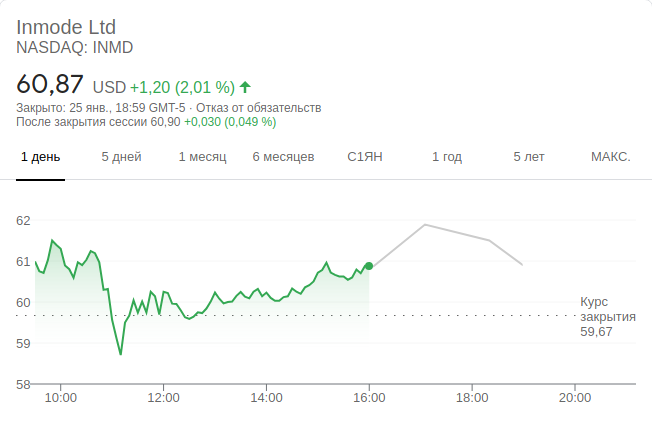 Inmode Ltd
NASDAQ: INMD
60,87 USD +1,20 (2,01 %)
Закрыто: 25 янв., 18:59 GMT-5 · Отказ от обязательств
После закрытия сессии 60,90 +0,030 (0,049 %)
1 день 5 дней 1 месяц 6 месяцев С1ЯН 1 год 5 лет МАКС.
62
61
60
59
58
Курс
закрытия
59,67
10:00 12:00 14:00 16:00 18:00 20:00